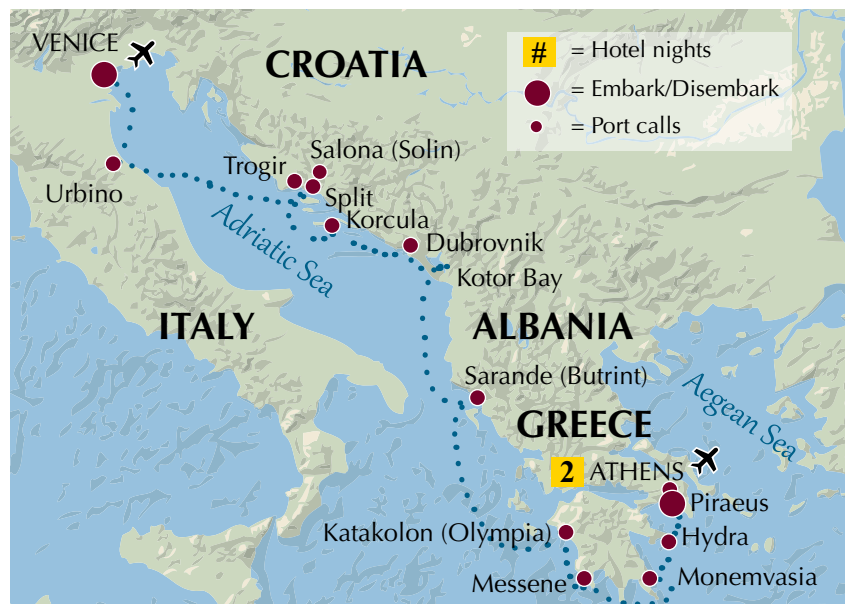 VENICE
CROATIA
# = Hotel nights
= Embark/Disembark
= Port calls
Salona (Solin)
Trogir
Urbino
Split
Korcula
Adriatic Sea
Dubrovnik
Kotor Bay
ITALY
ALBANIA
Sarande (Butrint)
Aegean Sea
GREECE
2 ATHENS
Piraeus
Katakolon (Olympia)
Hydra
Messene
Monemvasia